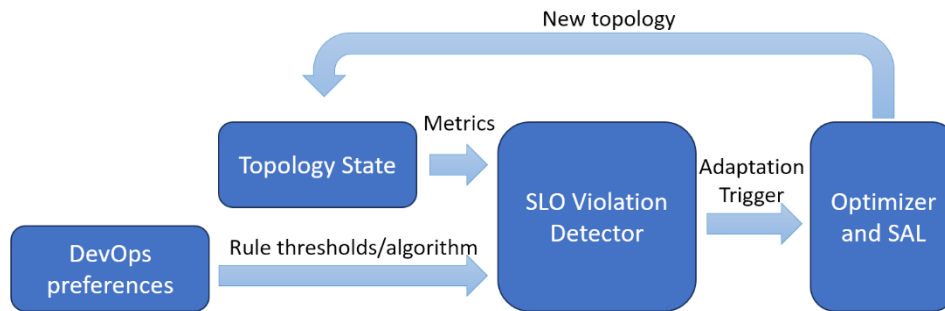 New topology
Metrics
Topology State
SLO Violation
Detector
Adaptation
Trigger
Optimizer
and SAL
DevOps
preferences
Rule thresholds/algorithm